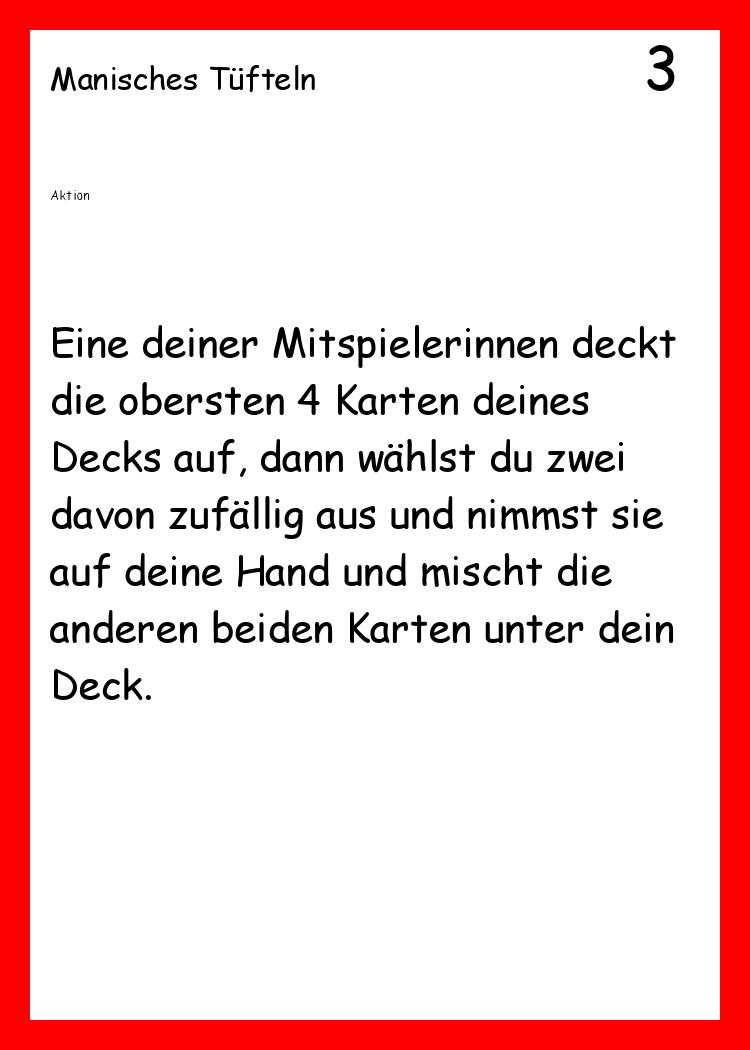 Manisches Tüfteln
3
Aktion
Eine deiner Mitspielerinnen deckt
die obersten 4 Karten deines
Decks auf, dann wählst du zwei
davon zufällig aus und nimmst sie
auf deine Hand und mischt die
anderen beiden Karten unter dein
Deck.